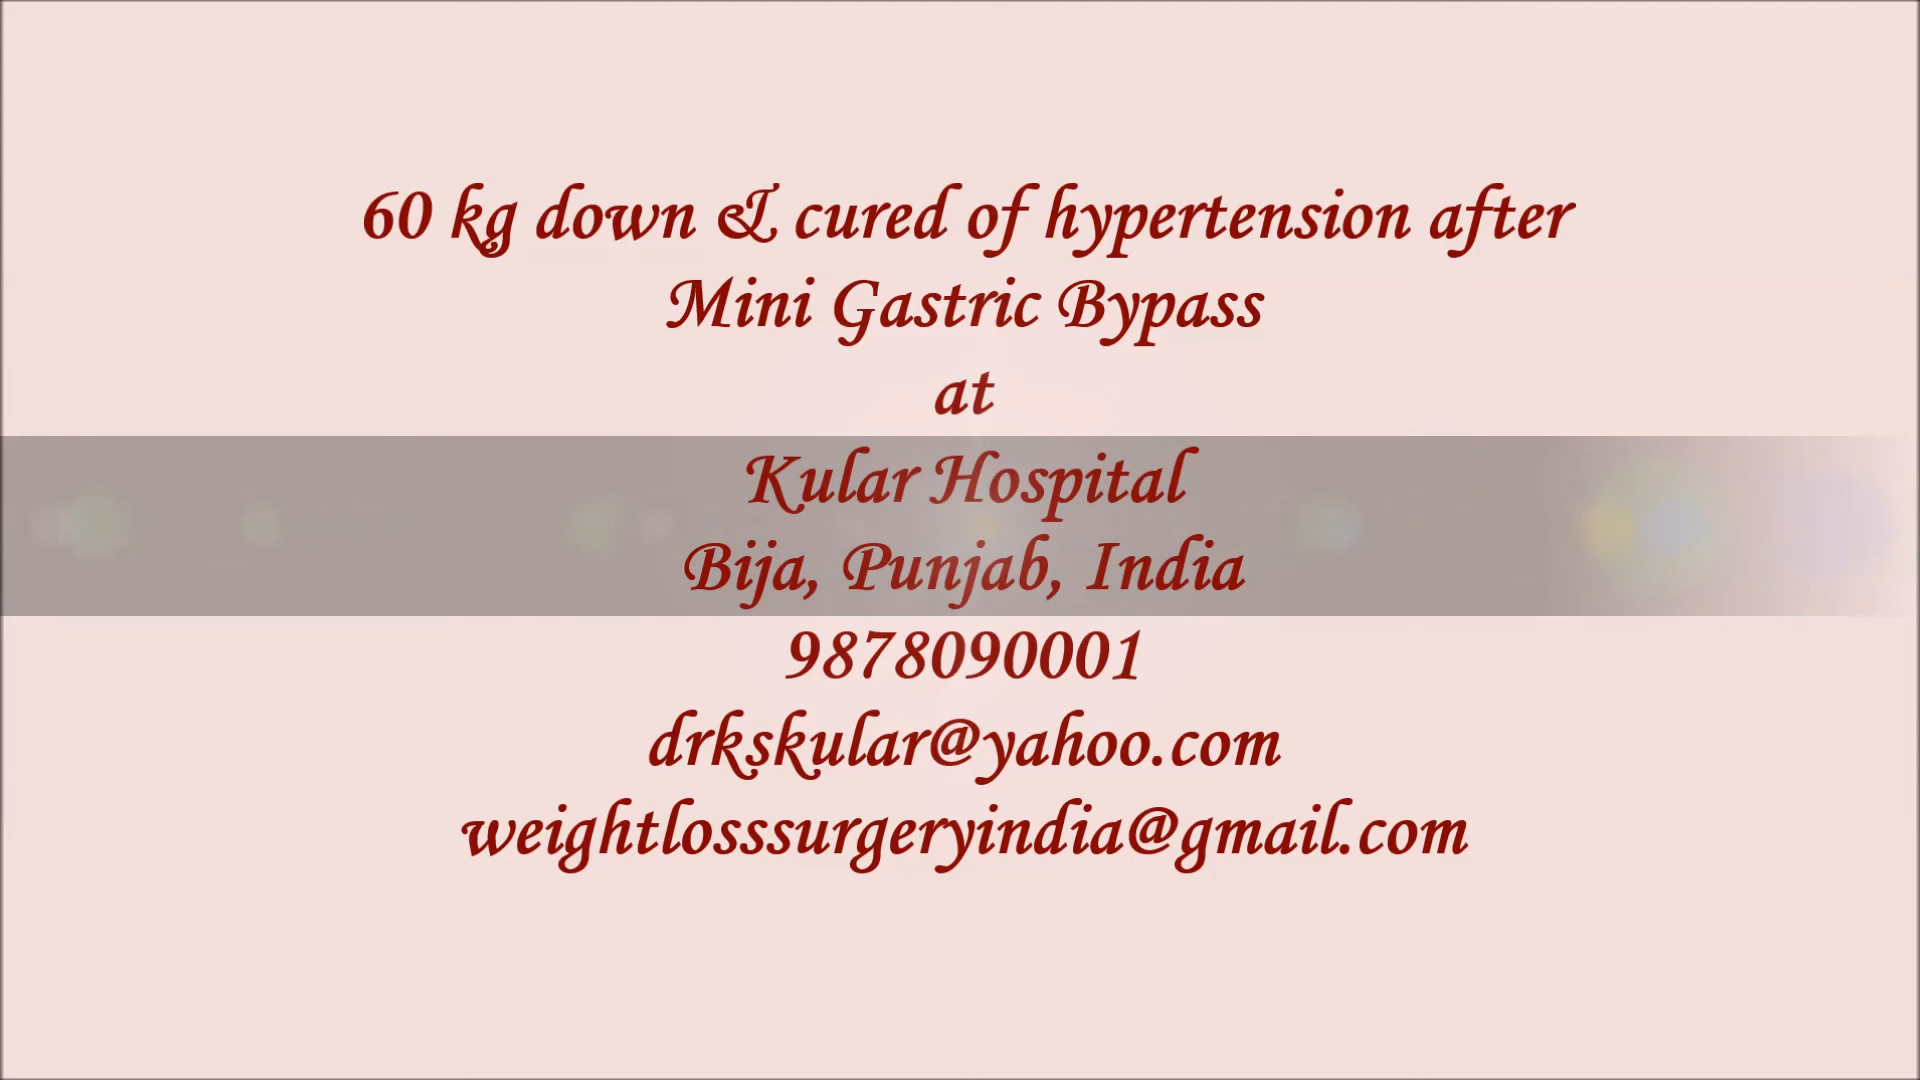 60 kg down & cured of hypertension after
Mini Gastric Bypass
at
Kular Hospital
Bija, Punjab, India
9878090001
drkskular@yahoo.com
weightlosssurgeryindia@gmail.com